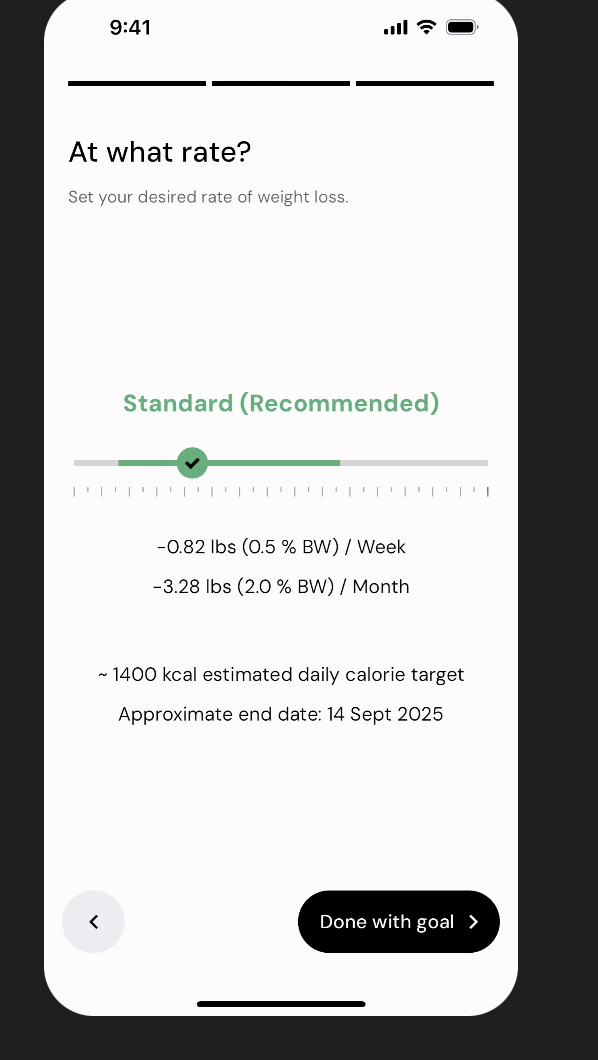 9:41
At what rate?
Set your desired rate of weight loss.
Standard (Recommended)
-0.82 lbs (0.5 % BW) / Week
-3.28 lbs (2.0 % BW) / Month
~ 1400 kcal estimated daily calorie target
Approximate end date: 14 Sept 2025
Done with goal